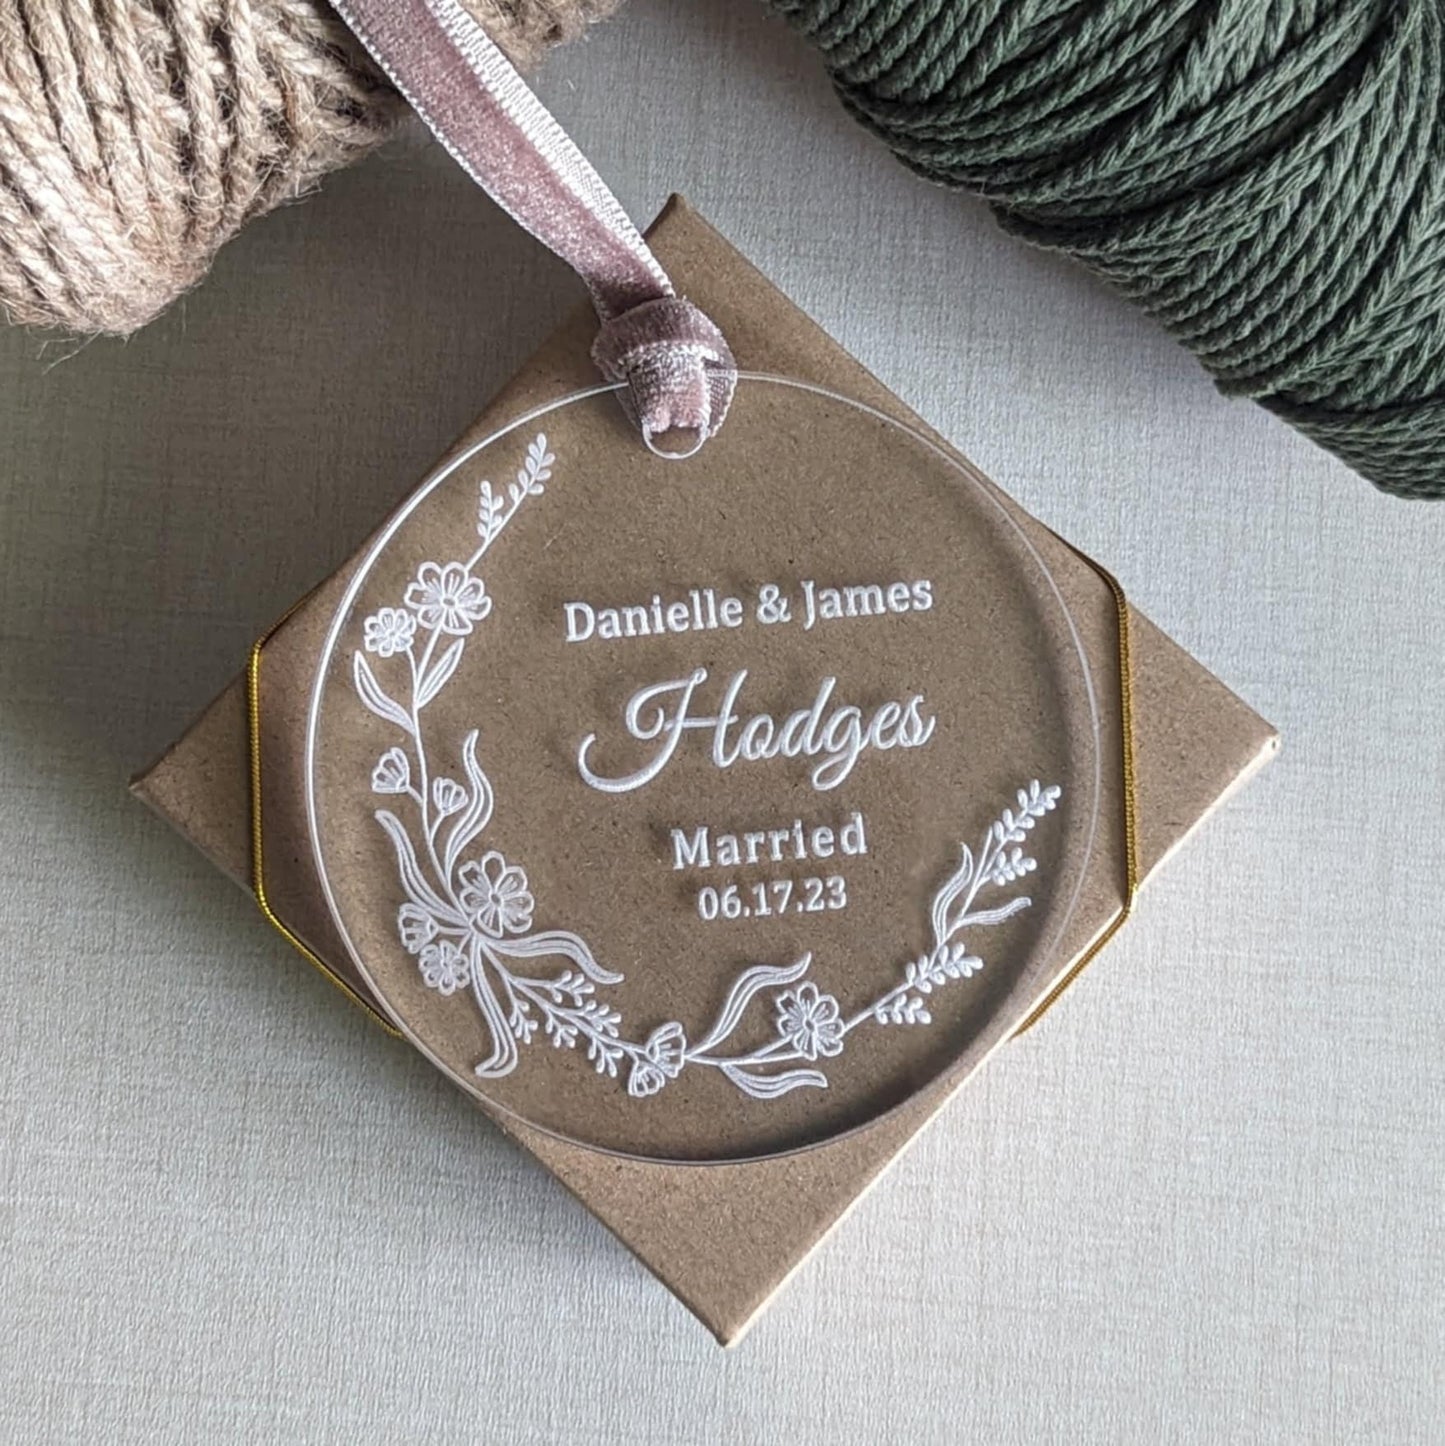 Danielle & James
Hodges
Married
06.17.23